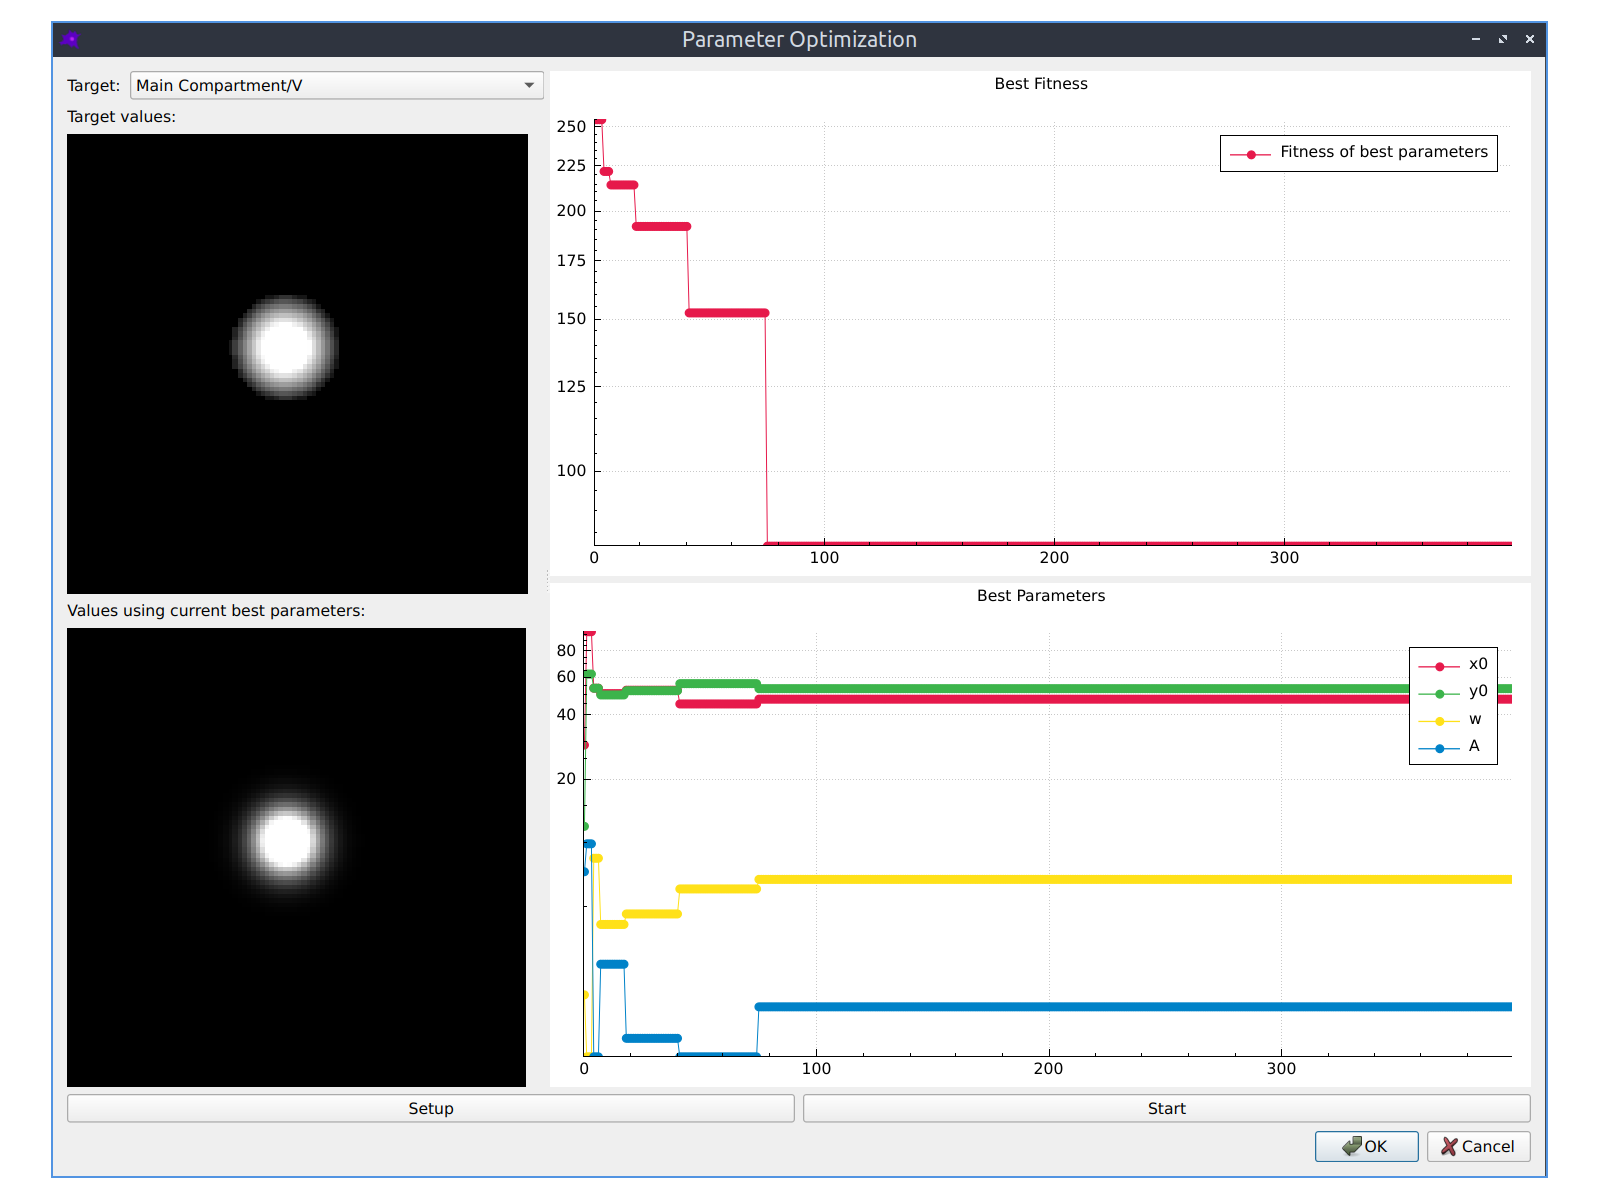 Parameter Optimization
Target: Main Compartment/V
Target values:
Values using current best parameters:
Best Fitness
250
225
200
175
150
125
100
0 100 200 300
Fitness of best parameters
Best Parameters
80
60
40
20
0 100 200 300
x0
y0
w
A
Setup
Start
OK
Cancel